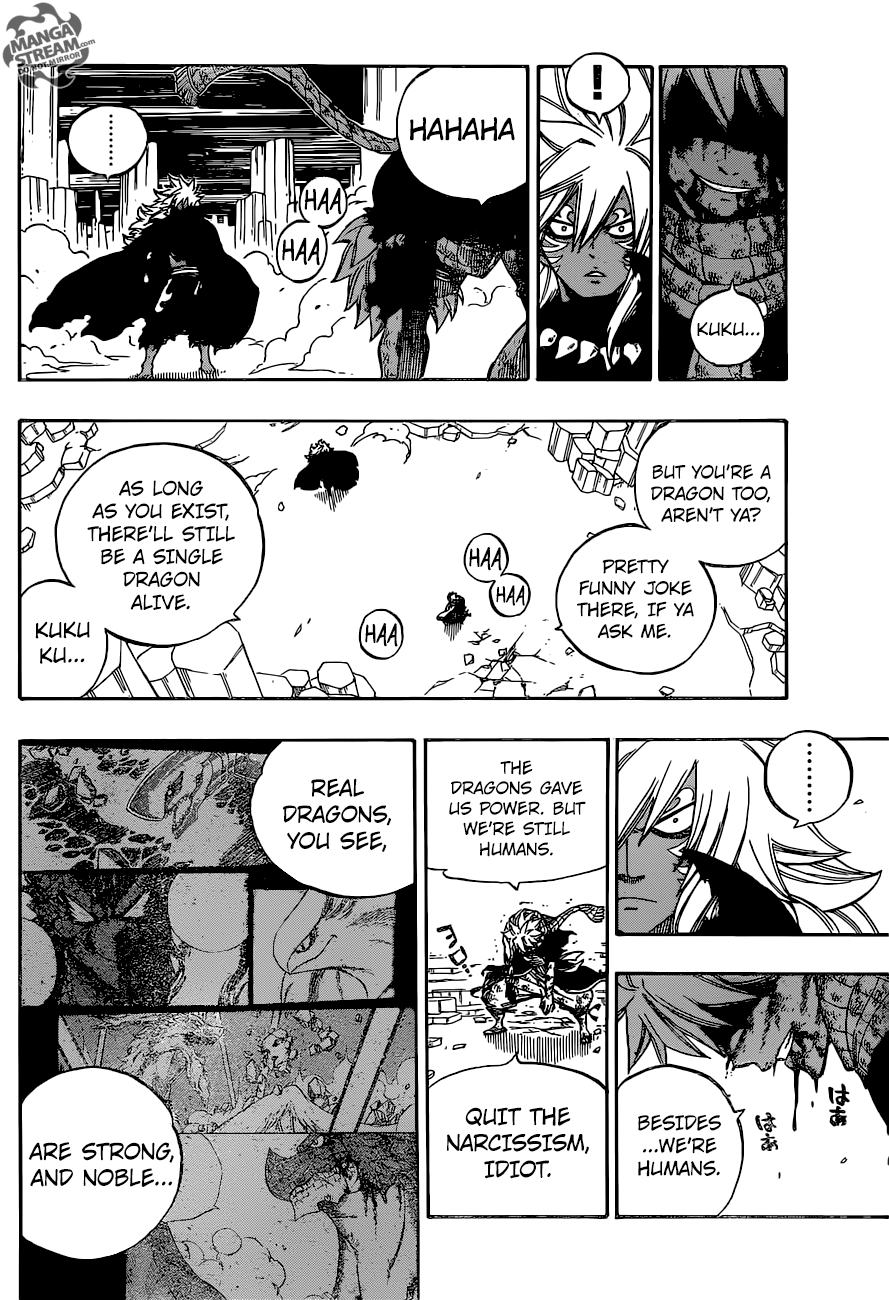 MANGA
STREAM.com
DO NOT MIRROR
KUKU...
!
HAHAHA
HAA
HAA
..........
BUT YOU'RE A
DRAGON TOO,
AREN'T YA?
PRETTY
FUNNY JOKE
THERE, IF YA
ASK ME.
HAA
HAA
HAA
AS LONG
AS YOU EXIST,
THERE'LL STILL
BE A SINGLE
DRAGON
ALIVE.
KUKU
KU...
..........
はぁ
はぁ
BESIDES
...WE'RE
HUMANS.
THE
DRAGONS GAVE
US POWER. BUT
WE'RE STILL
HUMANS.
QUIT THE
NARCISSISM,
IDIOT.
REAL
DRAGONS,
YOU SEE,
ARE STRONG,
AND NOBLE...